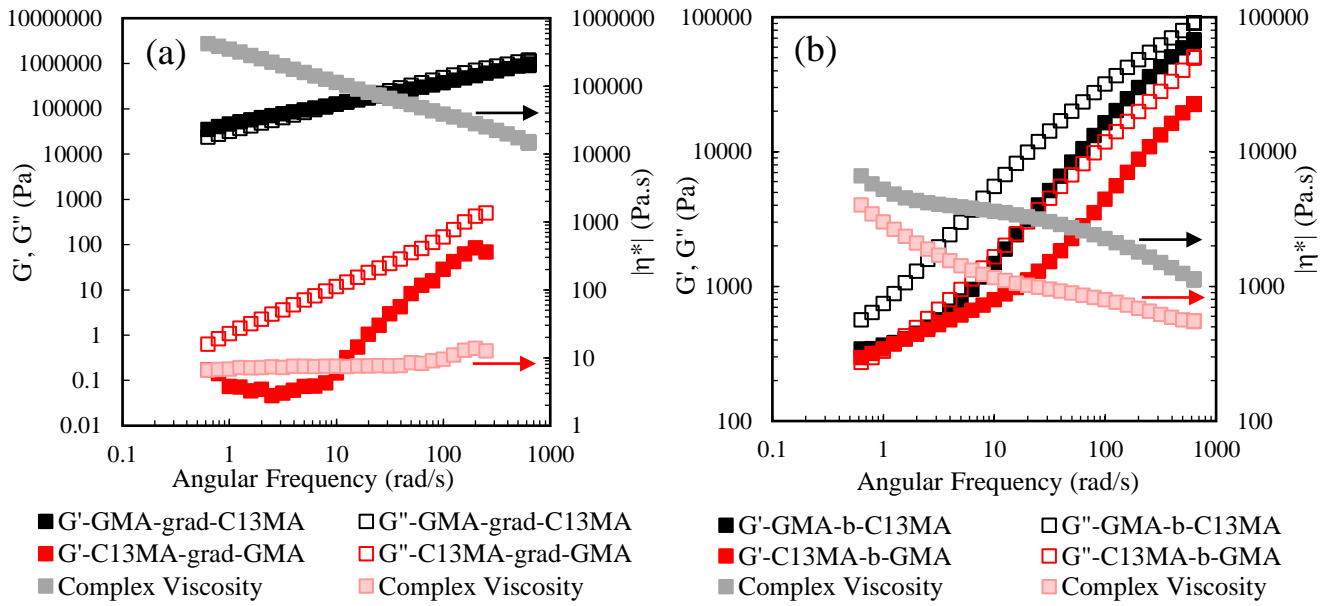 (a)
10000000
1000000
100000
10000
1000
100
10
1
0.1
0.01
G', G" (Pa)
1000000
100000
10000
1000
100
10
1
|η*| (Pa.s)
0.1 1 10 100 1000
Angular Frequency (rad/s)
G'-GMA-grad-C13MA G"-GMA-grad-C13MA
G'-C13MA-grad-GMA G"-C13MA-grad-GMA
Complex Viscosity Complex Viscosity
(b)
100000
10000
1000
100
G', G" (Pa)
100000
10000
1000
100
|η*| (Pa.s)
0.1 1 10 100 1000
Angular Frequency (rad/s)
G'-GMA-b-C13MA G"-GMA-b-C13MA
G'-C13MA-b-GMA G"-C13MA-b-GMA
Complex Viscosity Complex Viscosity